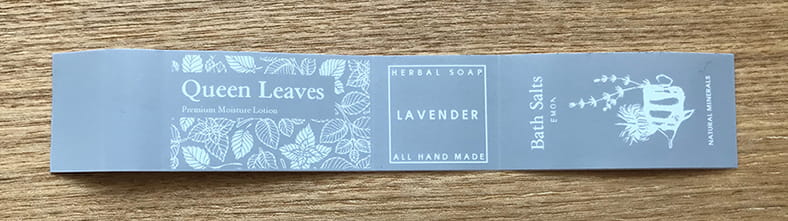 Queen Leaves
Premium Moisture Lotion
HERBAL SOAP
LAVENDER
ALL HAND MADE
Bath Salts
EMOA
NATURAL MINERALS